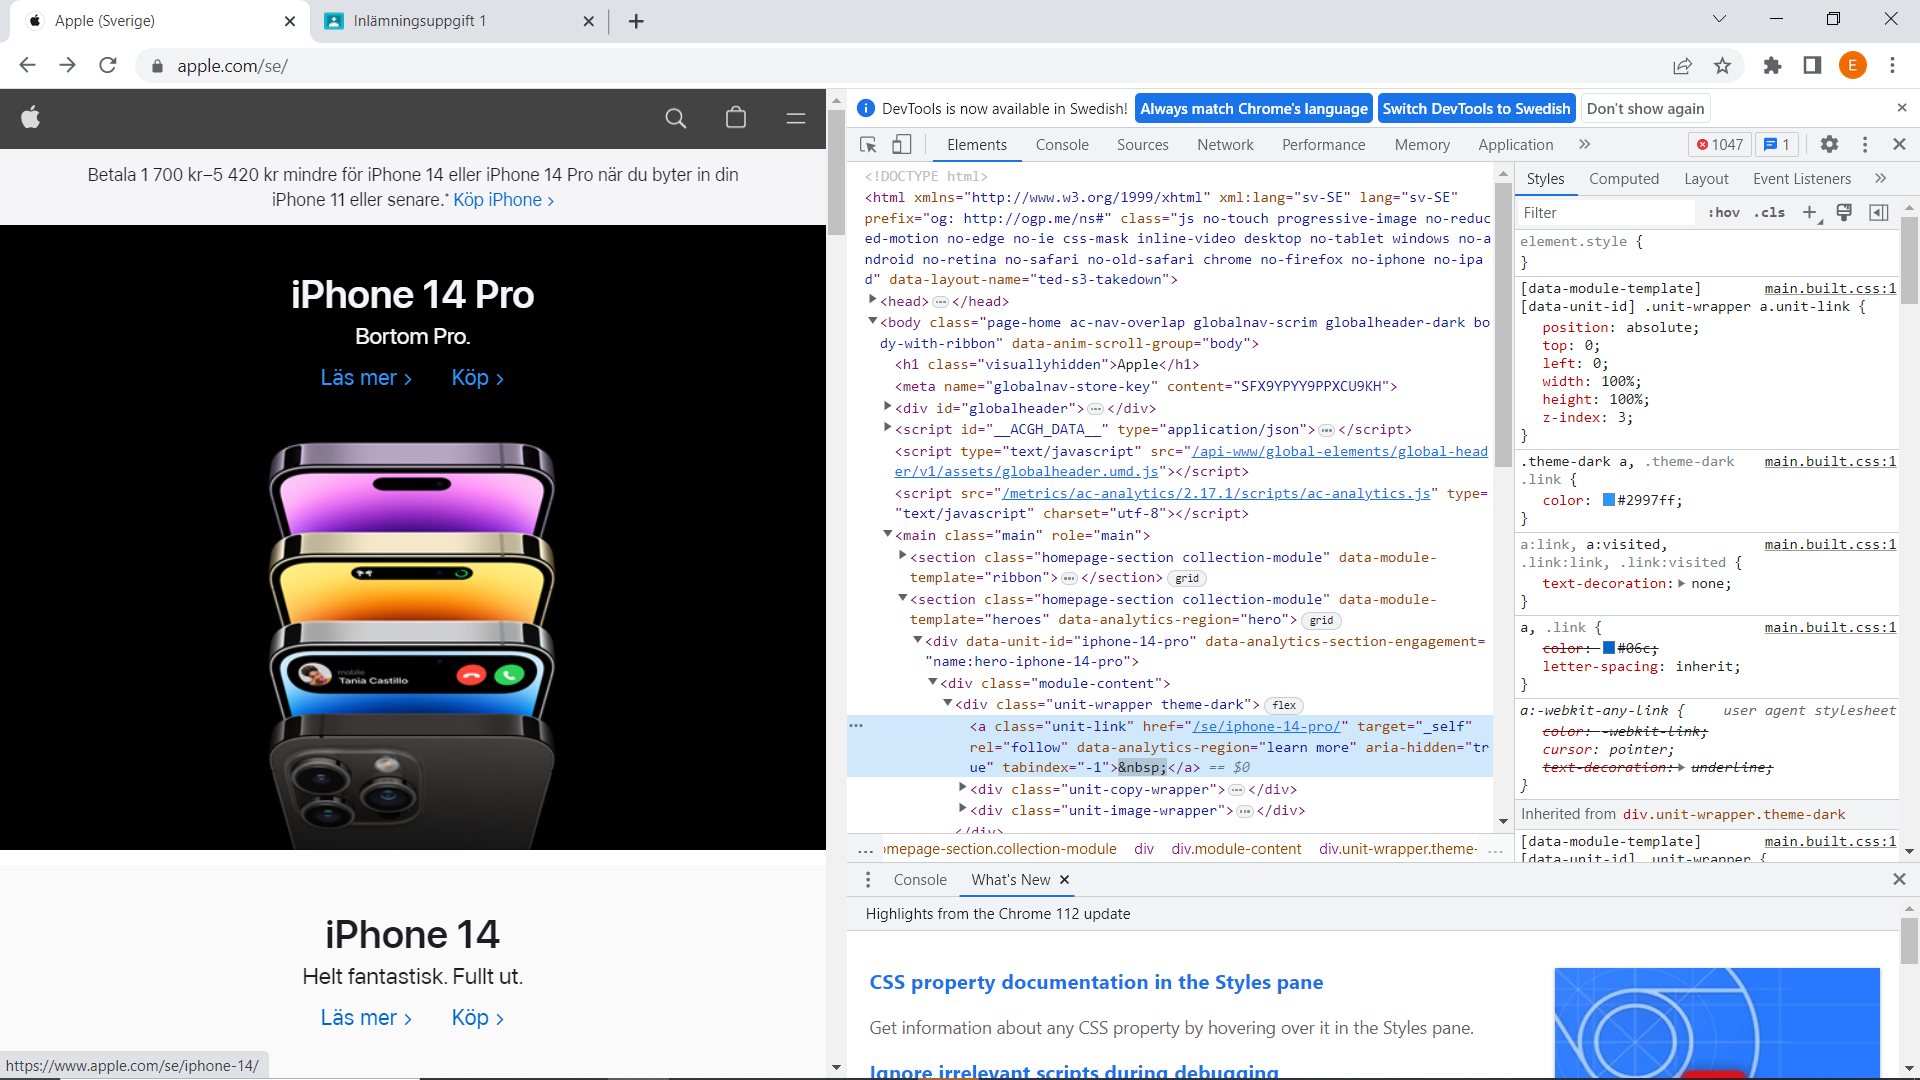 Apple (Sverige)
Inlämningsuppgift 1
apple.com/se/
E
Betala 1 700 kr–5 420 kr mindre för iPhone 14 eller iPhone 14 Pro när du byter in din
iPhone 11 eller senare.* Köp iPhone >
iPhone 14 Pro
Bortom Pro.
Läs mer > Köp >
mobile
Tania Castillo
iPhone 14
Helt fantastisk. Fullt ut.
Läs mer > Köp >
https://www.apple.com/se/iphone-14/
DevTools is now available in Swedish! Always match Chrome's language Switch DevTools to Swedish Don't show again
Elements Console Sources Network Performance Memory Application » 1047 1
<!DOCTYPE html>
<html xmlns="http://www.w3.org/1999/xhtml" xml:lang="sv-SE" lang="sv-SE"
prefix="og: http://ogp.me/ns#" class="js no-touch progressive-image no-reduc
ed-motion no-edge no-ie css-mask inline-video desktop no-tablet windows no-a
ndroid no-retina no-safari no-old-safari chrome no-firefox no-iphone no-ipa
d" data-layout-name="ted-s3-takedown">
<head> … </head>
<body class="page-home ac-nav-overlap globalnav-scrim globalheader-dark bo
dy-with-ribbon" data-anim-scroll-group="body">
<h1 class="visuallyhidden">Apple</h1>
<meta name="globalnav-store-key" content="SFX9YPYY9PPXCU9KH">
<div id="globalheader"> … </div>
<script id="__ACGH_DATA__" type="application/json"> … </script>
<script type="text/javascript" src="/api-www/global-elements/global-head
er/v1/assets/globalheader.umd.js"></script>
<script src="/metrics/ac-analytics/2.17.1/scripts/ac-analytics.js" type=
"text/javascript" charset="utf-8"></script>
<main class="main" role="main">
<section class="homepage-section collection-module" data-module-
template="ribbon"> … </section> grid
<section class="homepage-section collection-module" data-module-
template="heroes" data-analytics-region="hero"> grid
<div data-unit-id="iphone-14-pro" data-analytics-section-engagement=
"name:hero-iphone-14-pro">
<div class="module-content">
<div class="unit-wrapper theme-dark"> flex
<a class="unit-link" href="/se/iphone-14-pro/" target="_self"
rel="follow" data-analytics-region="learn more" aria-hidden="tr
ue" tabindex="-1">&nbsp;</a> == $0
<div class="unit-copy-wrapper"> … </div>
<div class="unit-image-wrapper"> … </div>
</div>
… omepage-section.collection-module div div.module-content div.unit-wrapper.theme- …
Styles Computed Layout Event Listeners »
Filter :hov .cls +
element.style {
}
[data-module-template] main.built.css:1
[data-unit-id] .unit-wrapper a.unit-link {
position: absolute;
top: 0;
left: 0;
width: 100%;
height: 100%;
z-index: 3;
}
.theme-dark a, .theme-dark main.built.css:1
.link {
color: #2997ff;
}
a:link, a:visited, main.built.css:1
.link:link, .link:visited {
text-decoration: none;
}
a, .link { main.built.css:1
color: #06c;
letter-spacing: inherit;
}
a:-webkit-any-link { user agent stylesheet
color: -webkit-link;
cursor: pointer;
text-decoration: underline;
}
Inherited from div.unit-wrapper.theme-dark
[data-module-template] main.built.css:1
[data-unit-id] .unit-wrapper {
Console What's New
Highlights from the Chrome 112 update
CSS property documentation in the Styles pane
Get information about any CSS property by hovering over it in the Styles pane.
Ignore irrelevant scripts during debugging